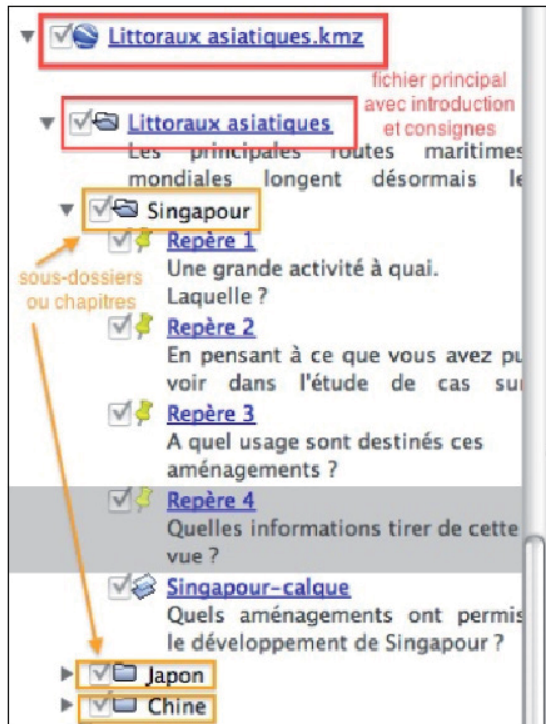 Littoraux asiatiques.kmz
fichier principal
avec introduction
et consignes
Littoraux asiatiques
Les principales routes maritimes
mondiales longent désormais le
Singapour
sous-dossiers
ou chapitres
Repère 1
Une grande activité à quai.
Laquelle ?
Repère 2
En pensant à ce que vous avez pu
voir dans l'étude de cas sur
Repère 3
A quel usage sont destinés ces
aménagements ?
Repère 4
Quelles informations tirer de cette
vue ?
Singapour-calque
Quels aménagements ont permis
le développement de Singapour ?
Japon
Chine